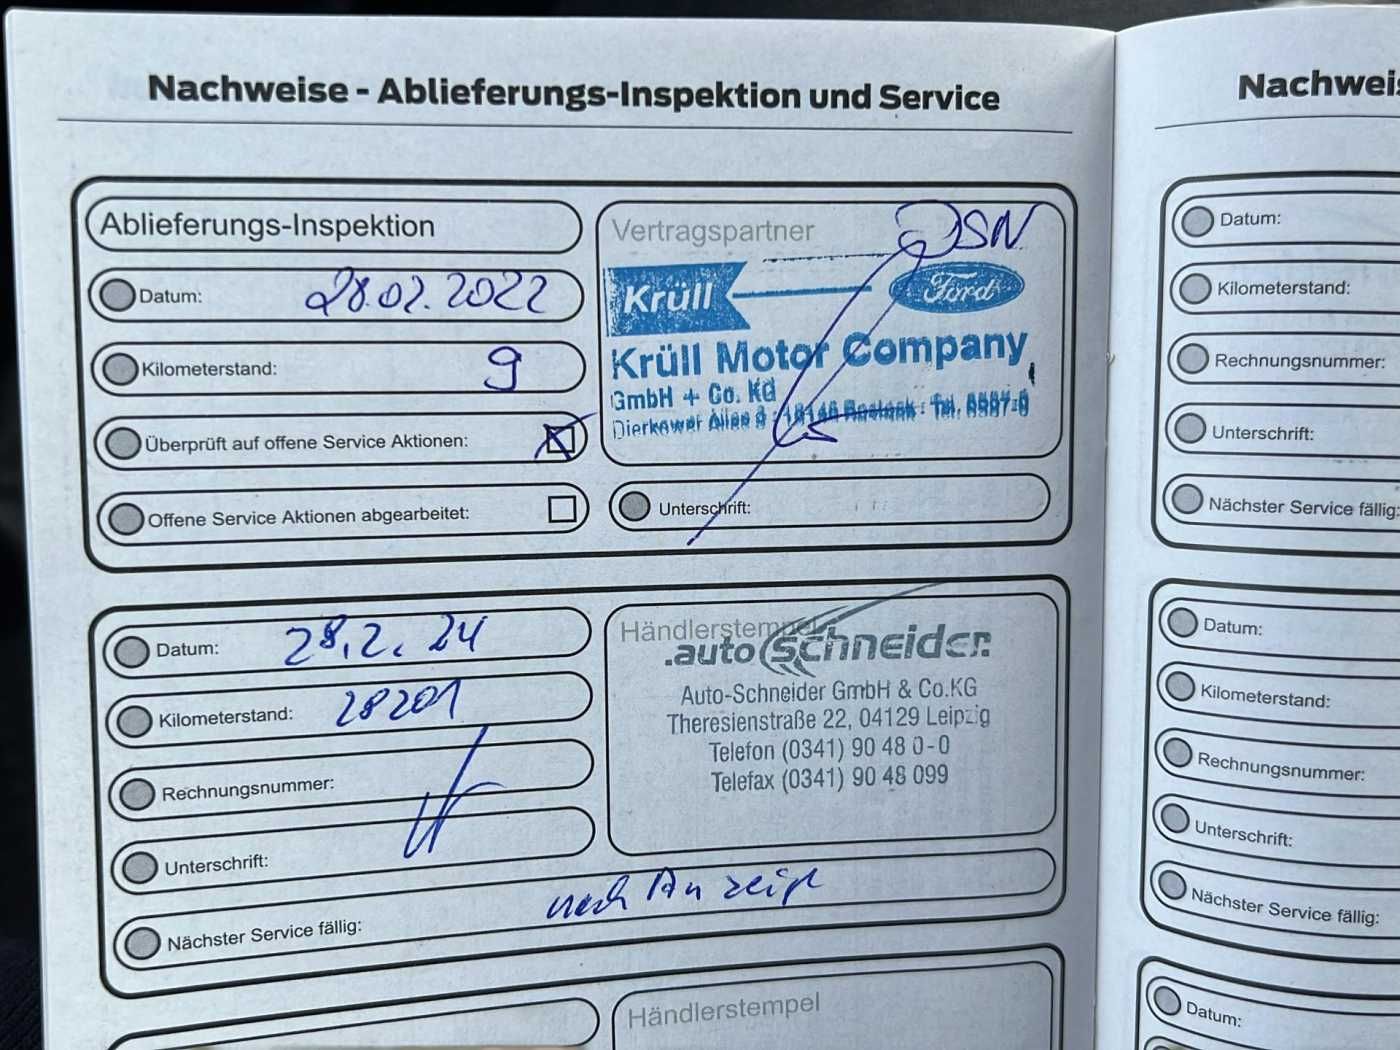 Nachweise - Ablieferungs-Inspektion und Service
Ablieferungs-Inspektion
Datum: 28.02.2022
Kilometerstand: 9
Überprüft auf offene Service Aktionen:
Offene Service Aktionen abgearbeitet:
Vertragspartner
Krüll Ford
Krüll Motor Company
GmbH + Co. KG
Unterschrift:
Datum: 28.2.24
Kilometerstand: 28201
Rechnungsnummer:
Unterschrift:
Nächster Service fällig: nach Anzeige
Händlerstempel
.auto schneider.
Auto-Schneider GmbH & Co.KG
Theresienstraße 22, 04129 Leipzig
Telefon (0341) 90 48 0-0
Telefax (0341) 90 48 099
Händlerstempel
Datum:
Kilometerstand:
Rechnungsnummer:
Unterschrift:
Nächster Service fällig:
Datum:
Kilometerstand:
Rechnungsnummer:
Unterschrift:
Nächster Service fällig:
Datum: